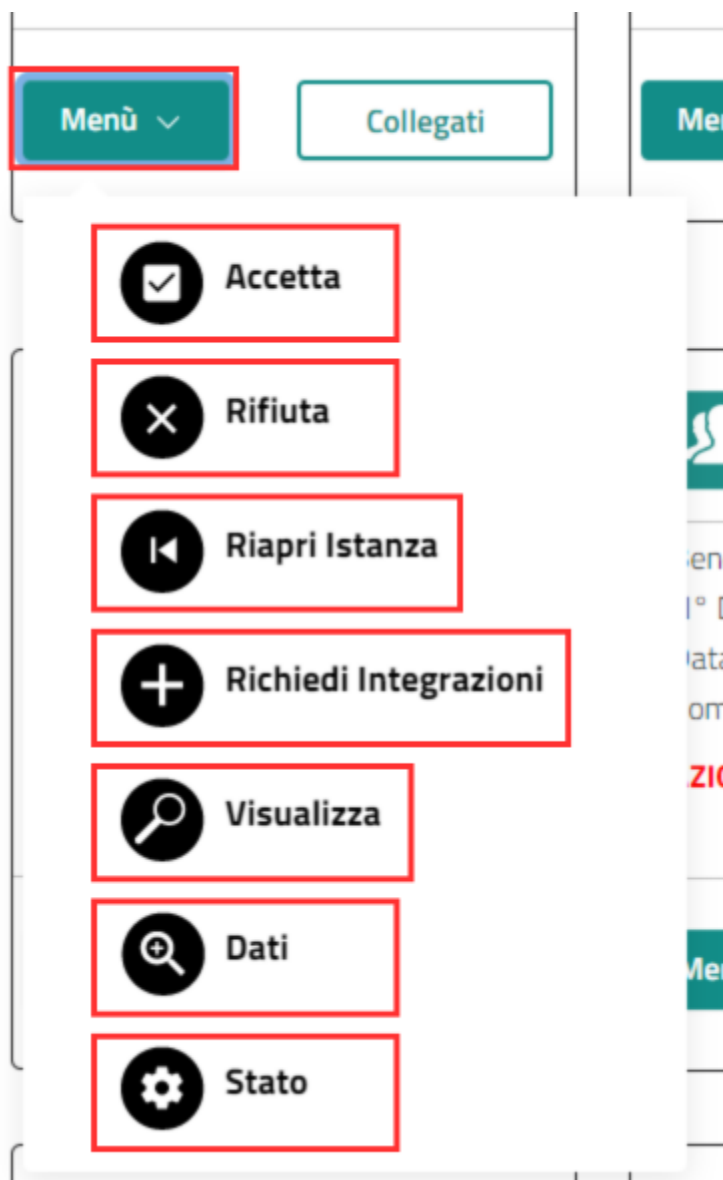 Menù
Collegati
Accetta
Rifiuta
Riapri Istanza
Richiedi Integrazioni
Visualizza
Dati
Stato